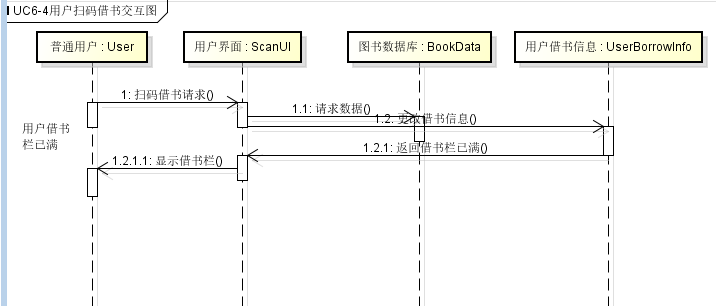 UC6-4用户扫码借书交互图
普通用户 : User
用户界面 : ScanUI
图书数据库 : BookData
用户借书信息 : UserBorrowInfo
1: 扫码借书请求()
1.1: 请求数据()
1.2: 更改借书信息()
用户借书
栏已满
1.2.1: 返回借书栏已满()
1.2.1.1: 显示借书栏()